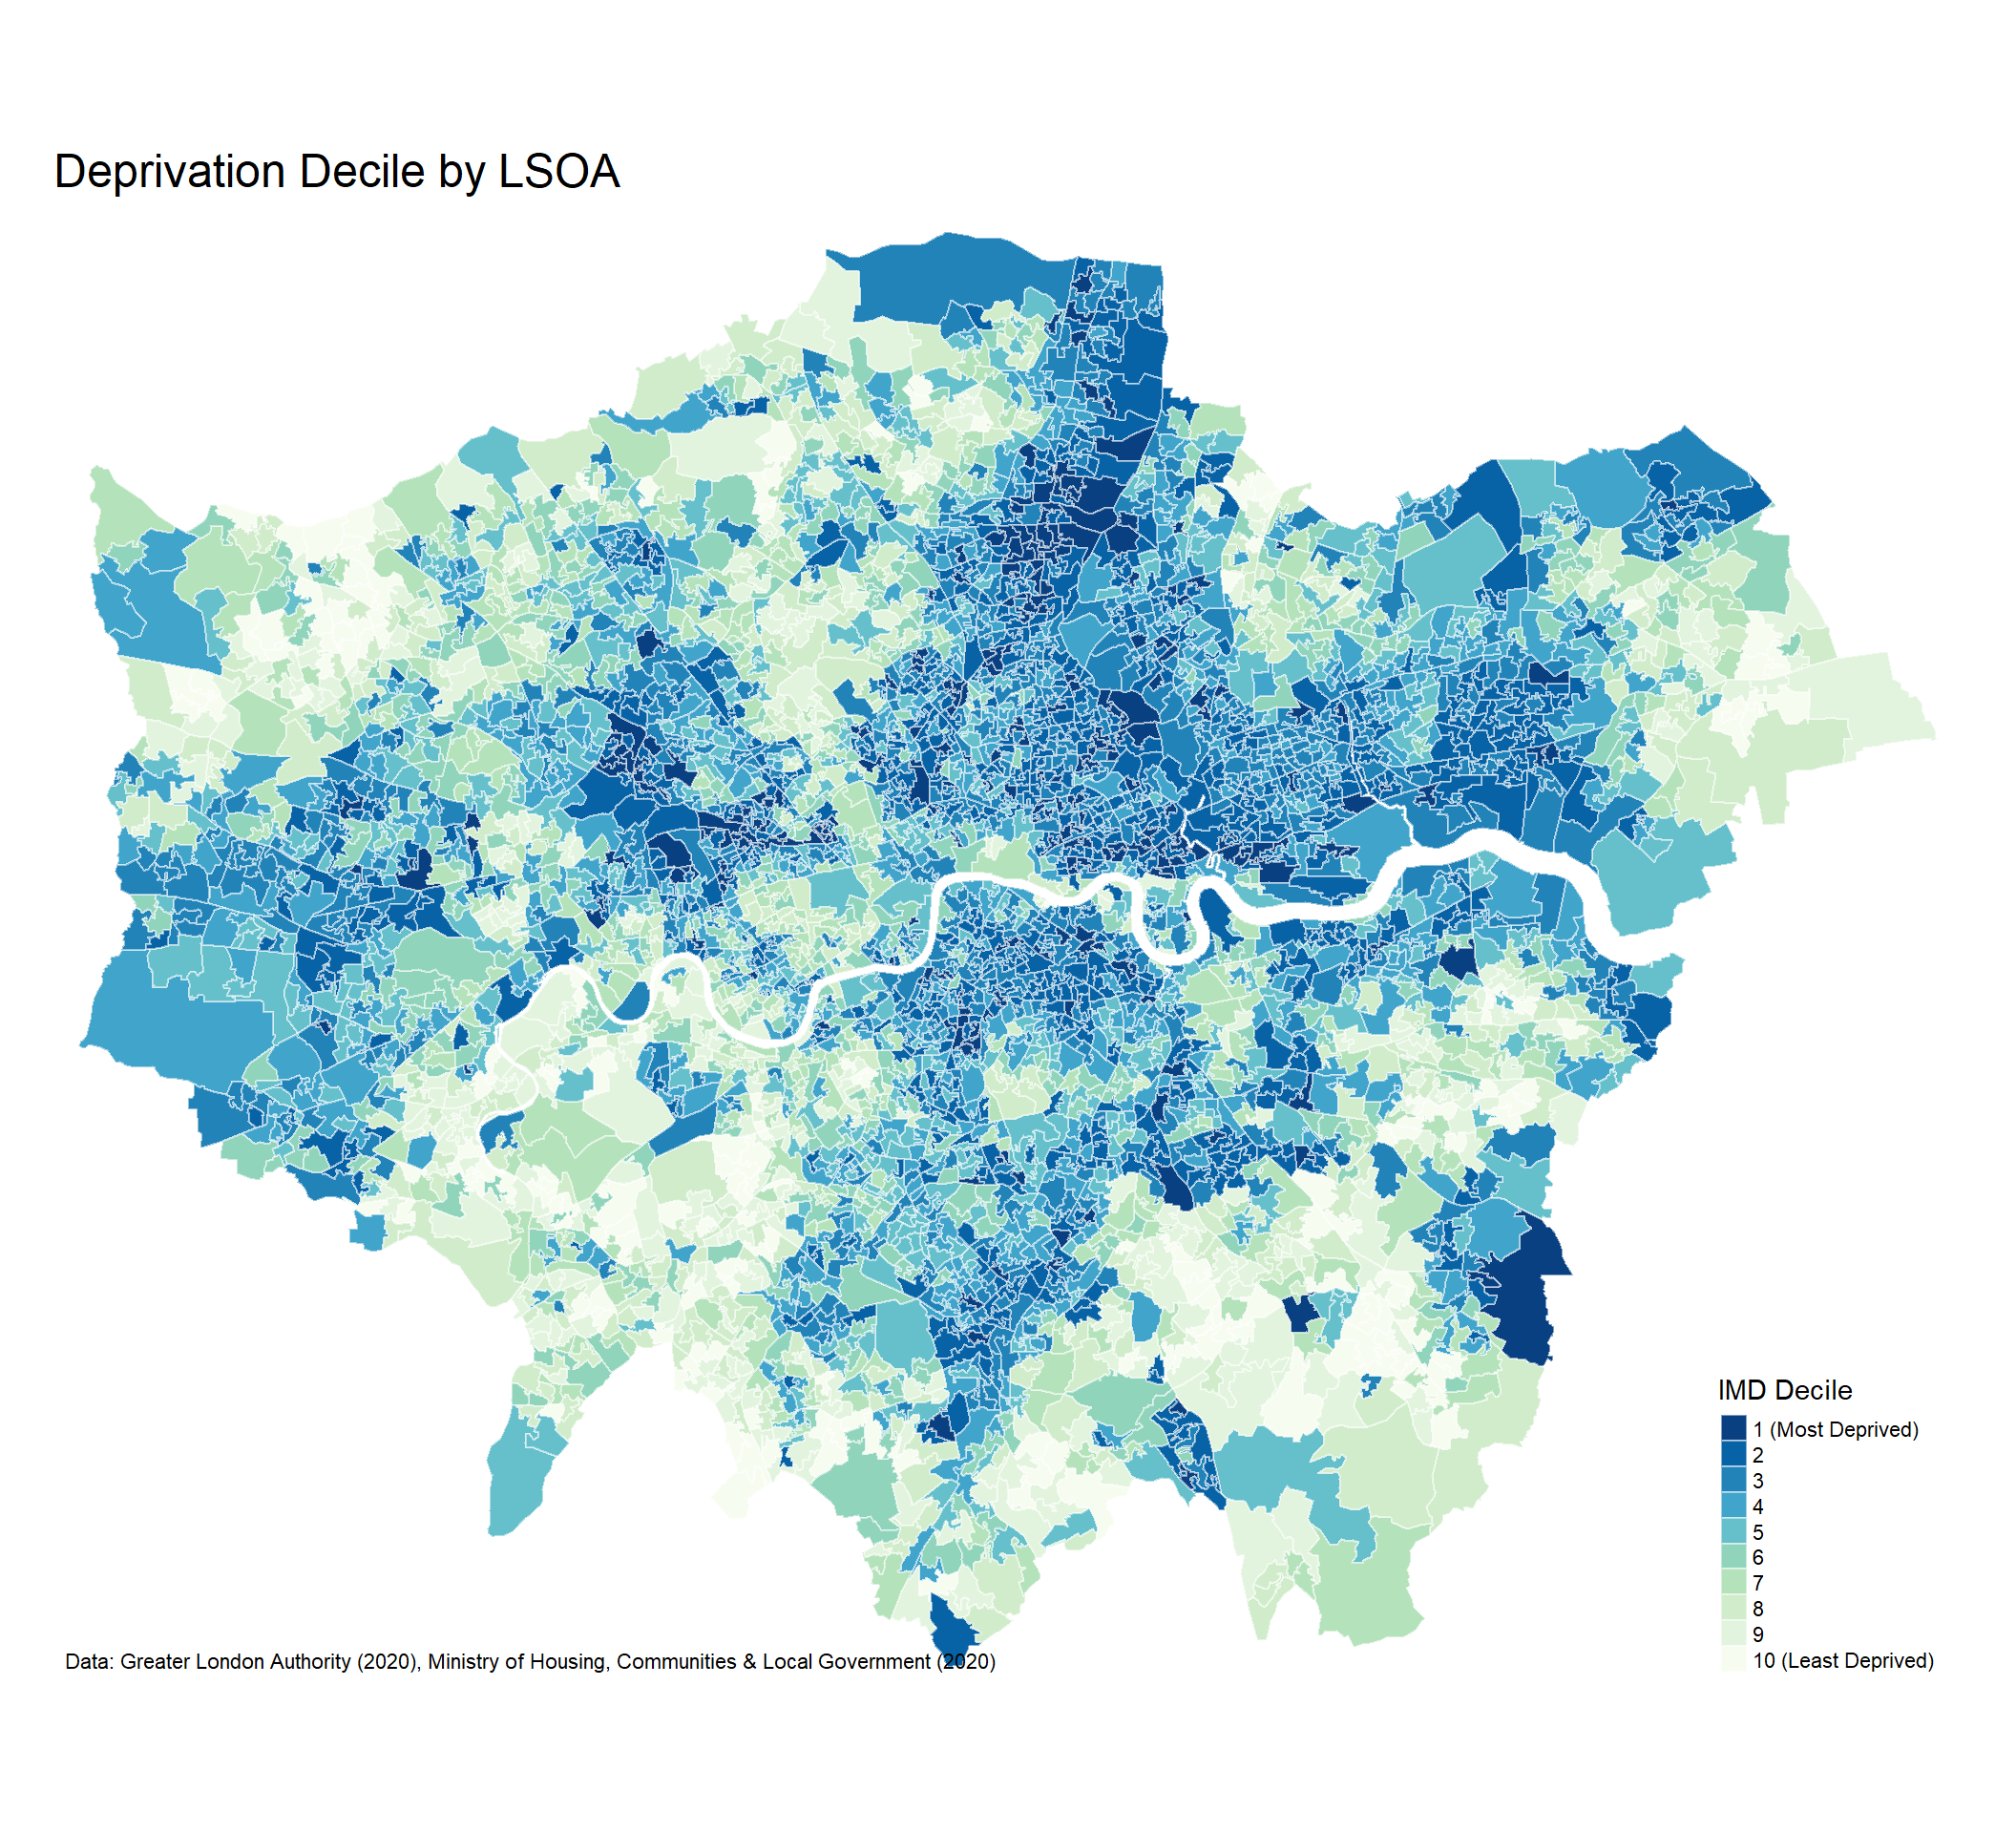 Deprivation Decile by LSOA
IMD Decile
1 (Most Deprived)
2
3
4
5
6
7
8
9
10 (Least Deprived)
Data: Greater London Authority (2020), Ministry of Housing, Communities & Local Government (2020)